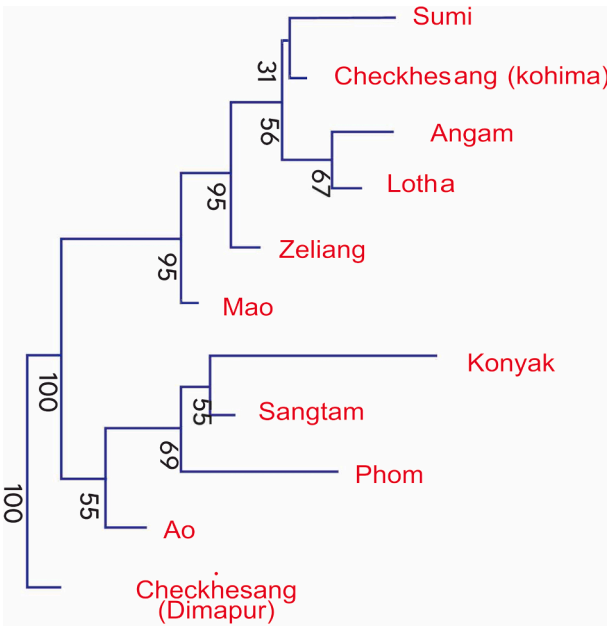 Sumi
31
Checkhesang (kohima)
56
Angam
67
Lotha
95
Zeliang
95
Mao
Konyak
100
55
Sangtam
69
Phom
100
55
Ao
Checkhesang
(Dimapur)